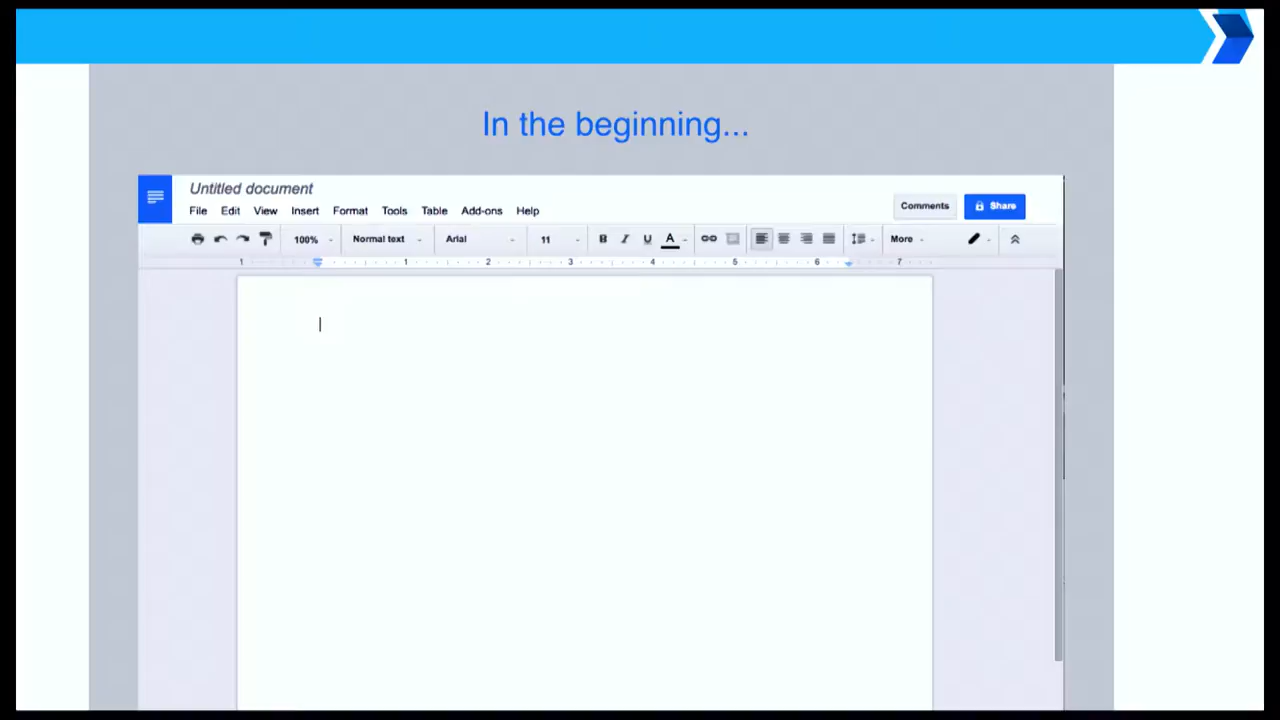 In the beginning...
Untitled document
File Edit View Insert Format Tools Table Add-ons Help
Comments Share
100% Normal text Arial 11 B I U A More
1 1 2 3 4 5 6 7